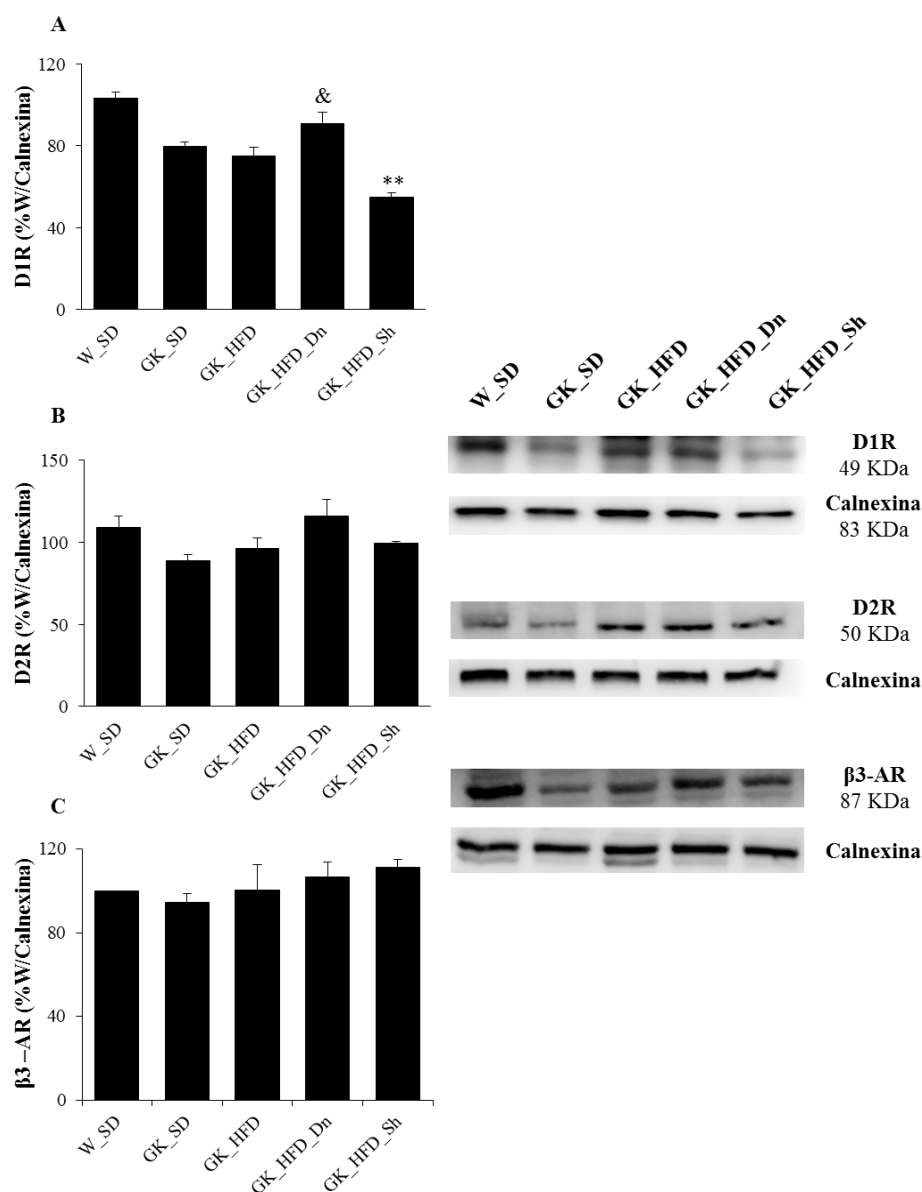 A
D1R (%W/Calnexina)
120
80
40
0
&
**
W_SD
GK_SD
GK_HFD
GK_HFD_Dn
GK_HFD_Sh
B
D2R (%W/Calnexina)
150
100
50
0
W_SD
GK_SD
GK_HFD
GK_HFD_Dn
GK_HFD_Sh
C
β3–AR (%W/Calnexina)
120
80
40
0
W_SD
GK_SD
GK_HFD
GK_HFD_Dn
GK_HFD_Sh
W_SD
GK_SD
GK_HFD
GK_HFD_Dn
GK_HFD_Sh
D1R
49 KDa
Calnexina
83 KDa
D2R
50 KDa
Calnexina
β3-AR
87 KDa
Calnexina